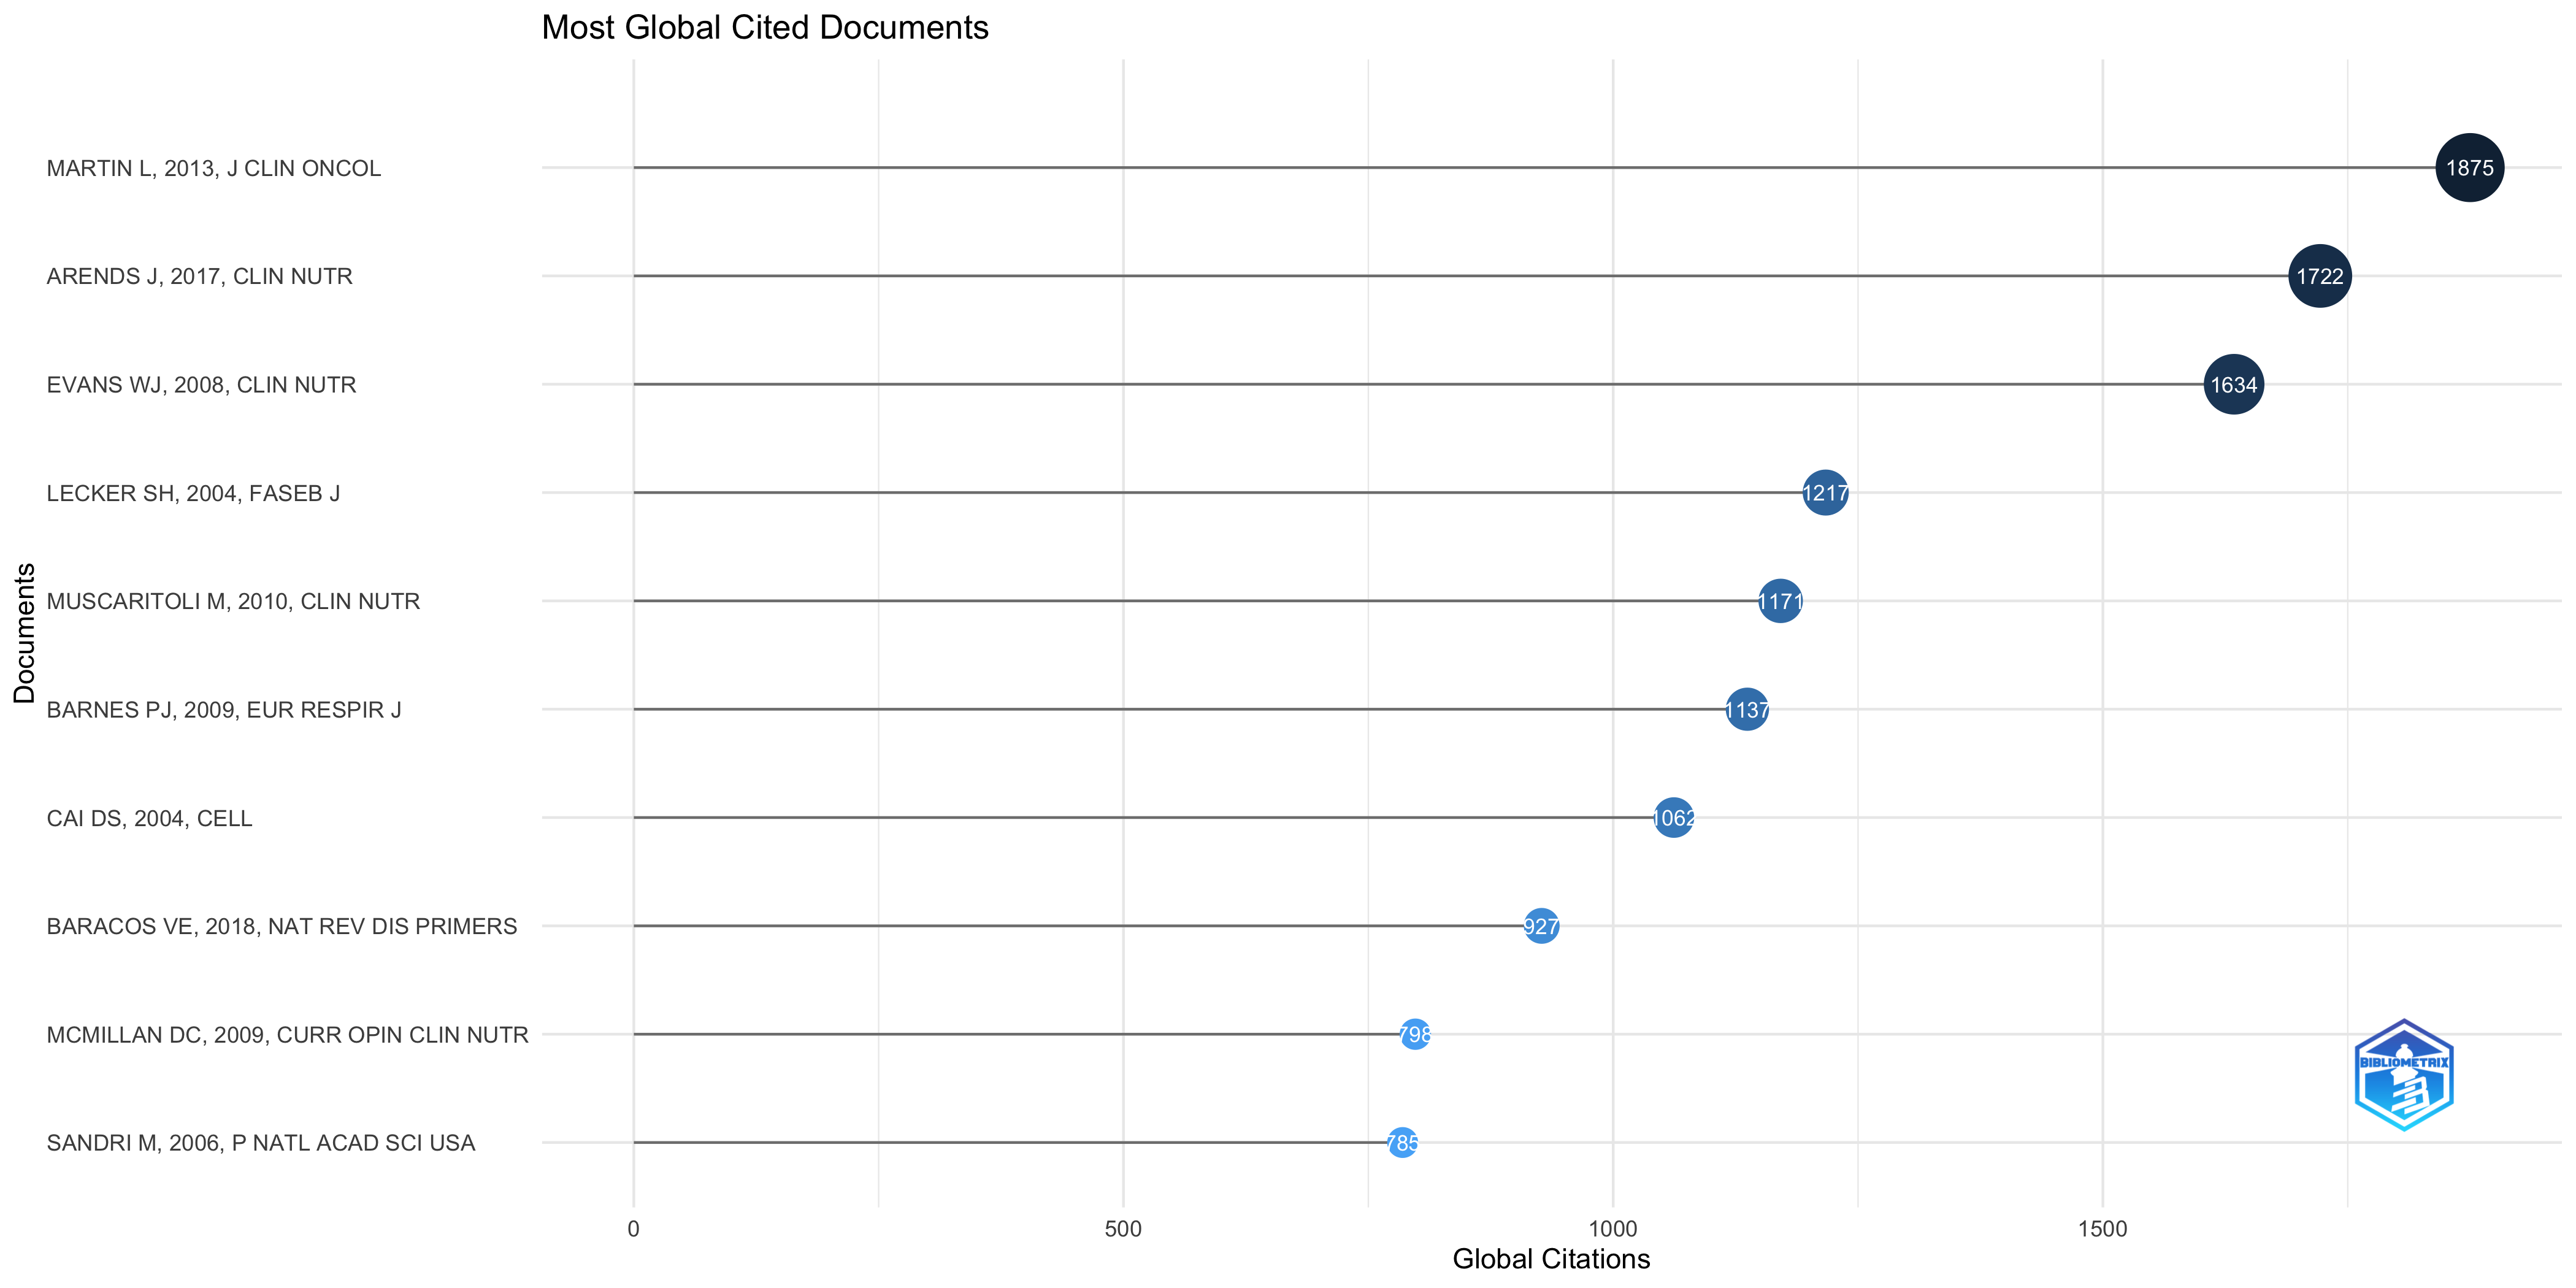 Most Global Cited Documents
MARTIN L, 2013, J CLIN ONCOL
1875
ARENDS J, 2017, CLIN NUTR
1722
EVANS WJ, 2008, CLIN NUTR
1634
LECKER SH, 2004, FASEB J
1217
MUSCARITOLI M, 2010, CLIN NUTR
1171
BARNES PJ, 2009, EUR RESPIR J
1137
CAI DS, 2004, CELL
1062
BARACOS VE, 2018, NAT REV DIS PRIMERS
927
MCMILLAN DC, 2009, CURR OPIN CLIN NUTR
798
SANDRI M, 2006, P NATL ACAD SCI USA
785
Documents
BIBLIOMETRIX
0 500 1000 1500
Global Citations